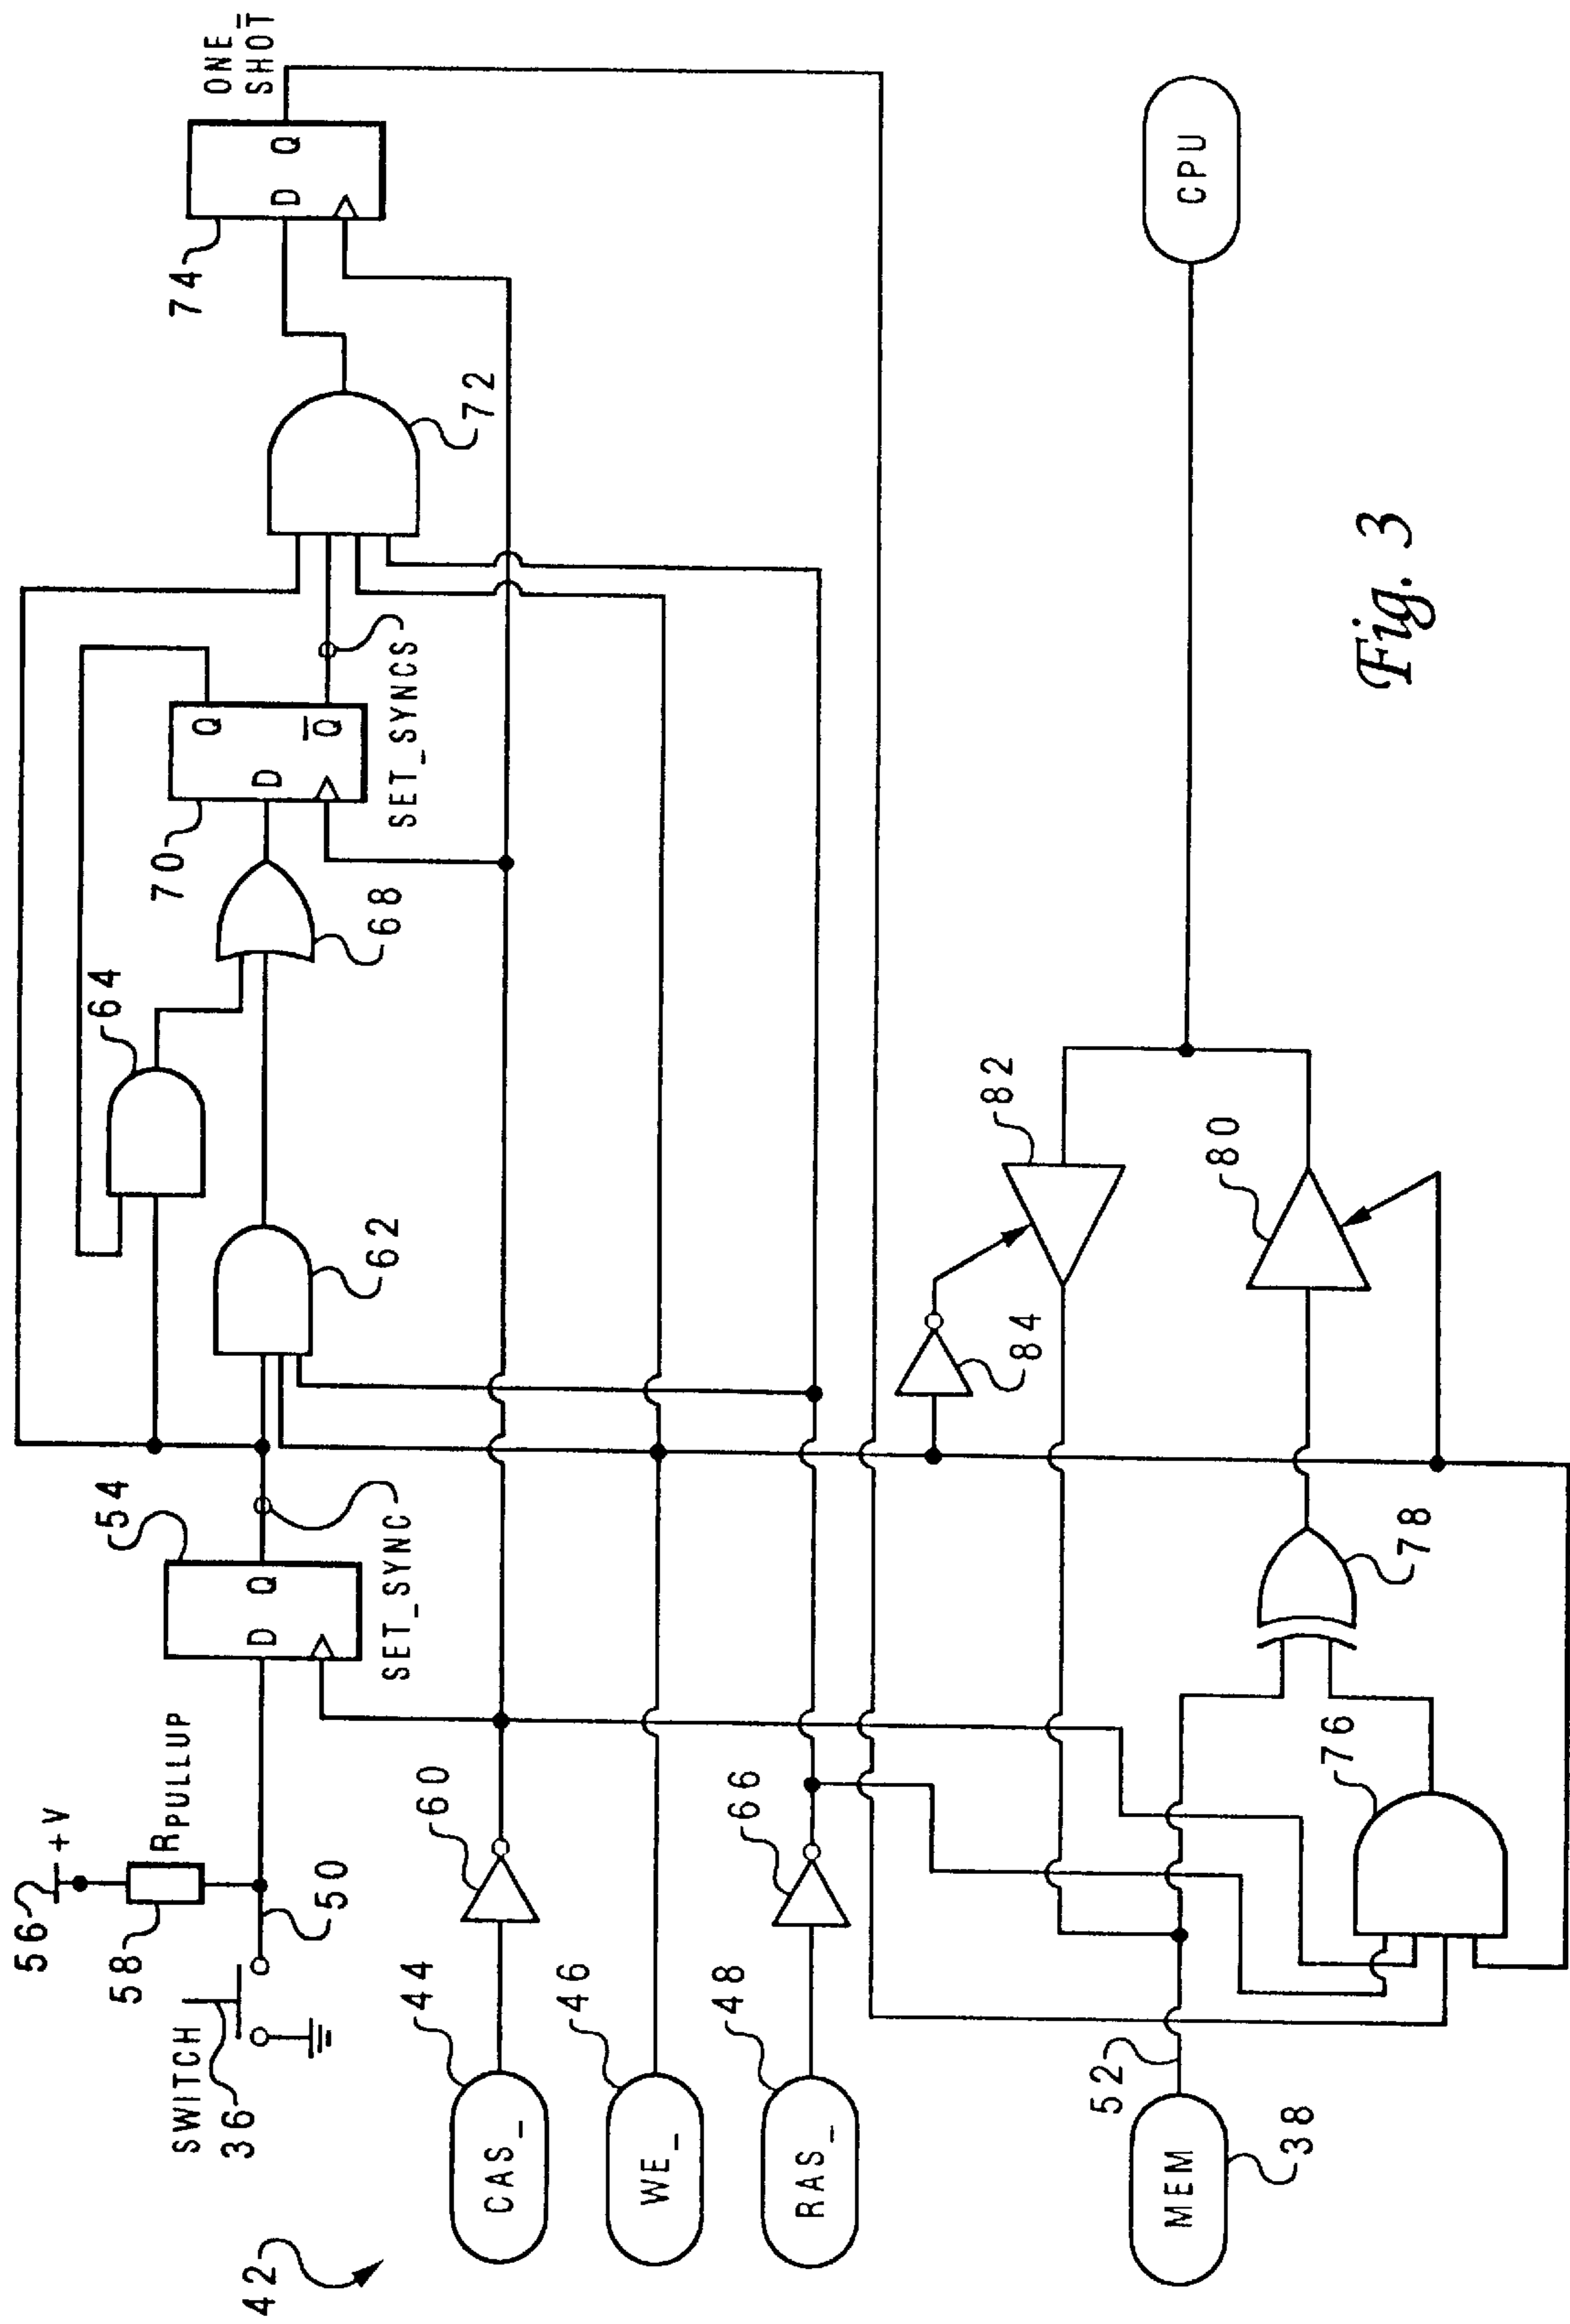 42
SWITCH
36
56
+V
58
RPULLUP
50
54
D
Q
SET_SYNC
62
64
68
70
D
Q
Q̅
SET_SYNCS
72
74
D
Q
ONE_
SHOT
CAS_
44
60
WE_
46
RAS_
48
66
MEM
38
52
76
78
84
82
80
CPU
Fig. 3